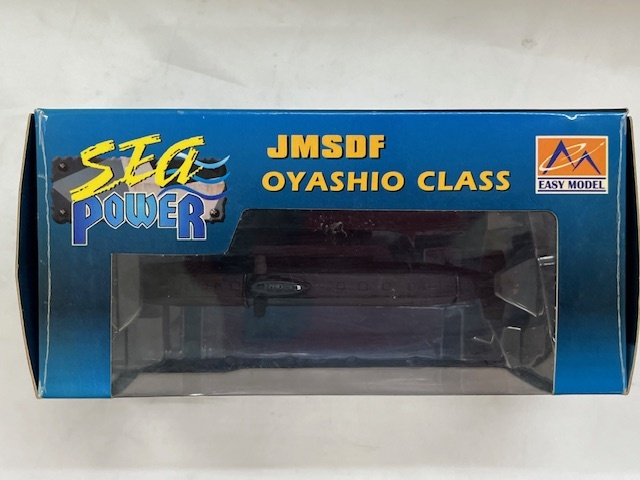 SEA
POWER
JMSDF
OYASHIO CLASS
EASY MODEL